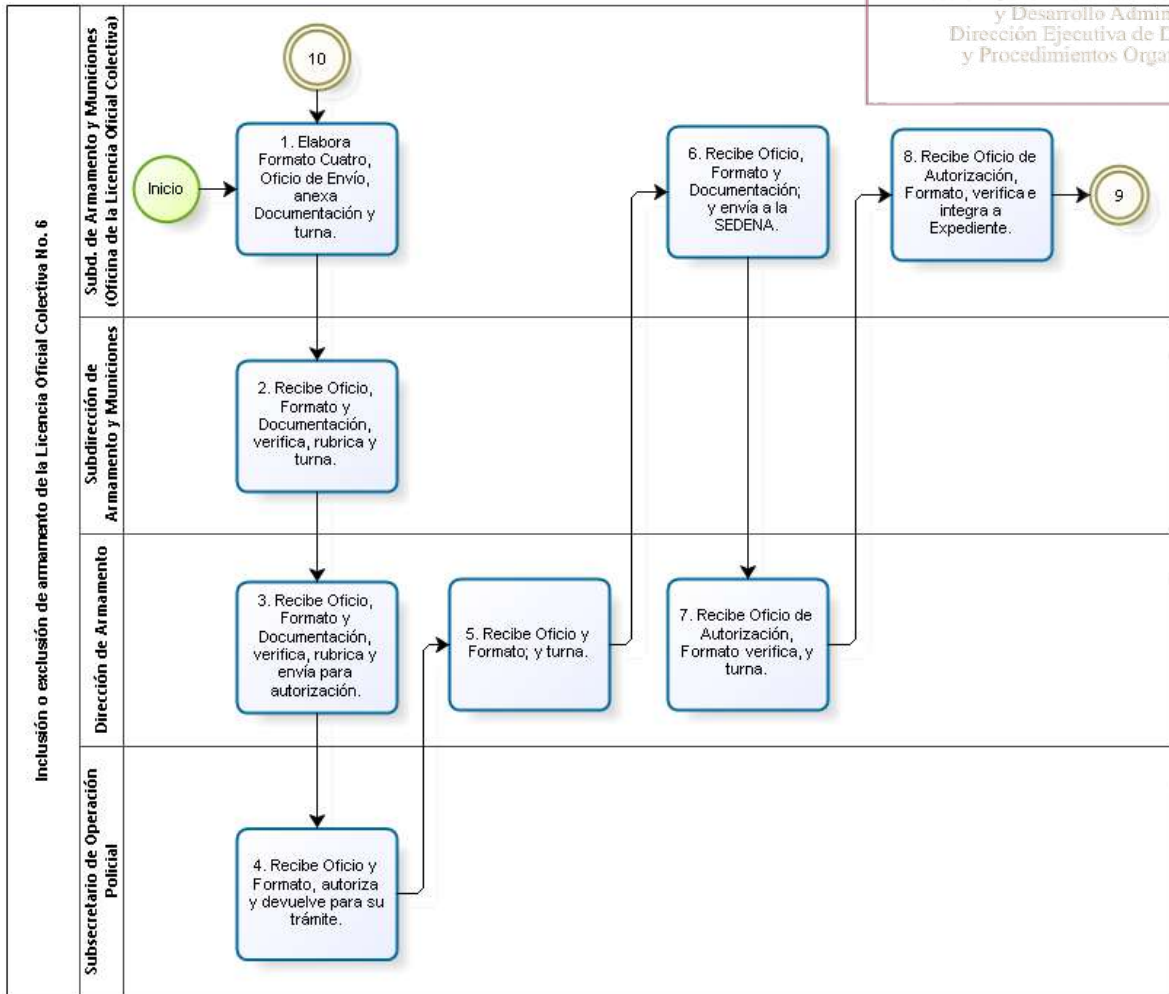 y Desarrollo Admin
Dirección Ejecutiva de D
y Procedimientos Orga
Inclusión o exclusión de armamento de la Licencia Oficial Colectiva No. 6
Subd. de Armamento y Municiones
(Oficina de la Licencia Oficial Colectiva)
10
Inicio
1. Elabora
Formato Cuatro,
Oficio de Envío,
anexa
Documentación y
turna.
6. Recibe Oficio,
Formato y
Documentación;
y envía a la
SEDENA.
8. Recibe Oficio de
Autorización,
Formato, verifica e
integra a
Expediente.
9
Subdirección de
Armamento y Municiones
2. Recibe Oficio,
Formato y
Documentación,
verifica, rubrica y
turna.
Dirección de Armamento
3. Recibe Oficio,
Formato y
Documentación,
verifica, rubrica y
envía para
autorización.
5. Recibe Oficio y
Formato; y turna.
7. Recibe Oficio de
Autorización,
Formato verifica, y
turna.
Subsecretario de Operación
Policial
4. Recibe Oficio y
Formato, autoriza
y devuelve para su
trámite.